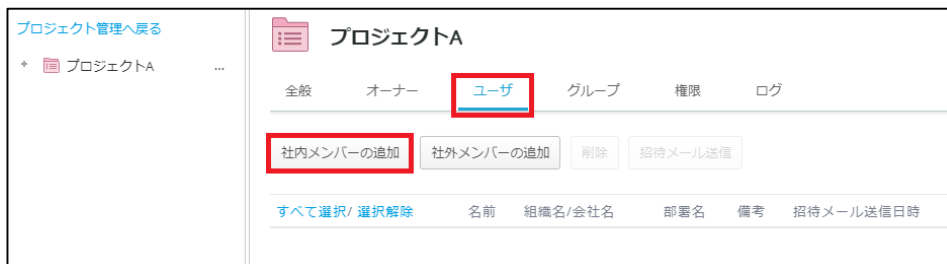 プロジェクト管理へ戻る
プロジェクトA
+ プロジェクトA ...
全般 オーナー ユーザ グループ 権限 ログ
社内メンバーの追加 社外メンバーの追加 削除 招待メール送信
すべて選択/ 選択解除 名前 組織名/会社名 部署名 備考 招待メール送信日時